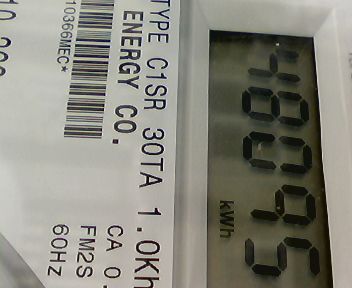 48095
kWh
TYPE C1SR 30TA 1.0Kh
ENERGY CO.
CA 0.
FM2S
10366MEC*
60Hz